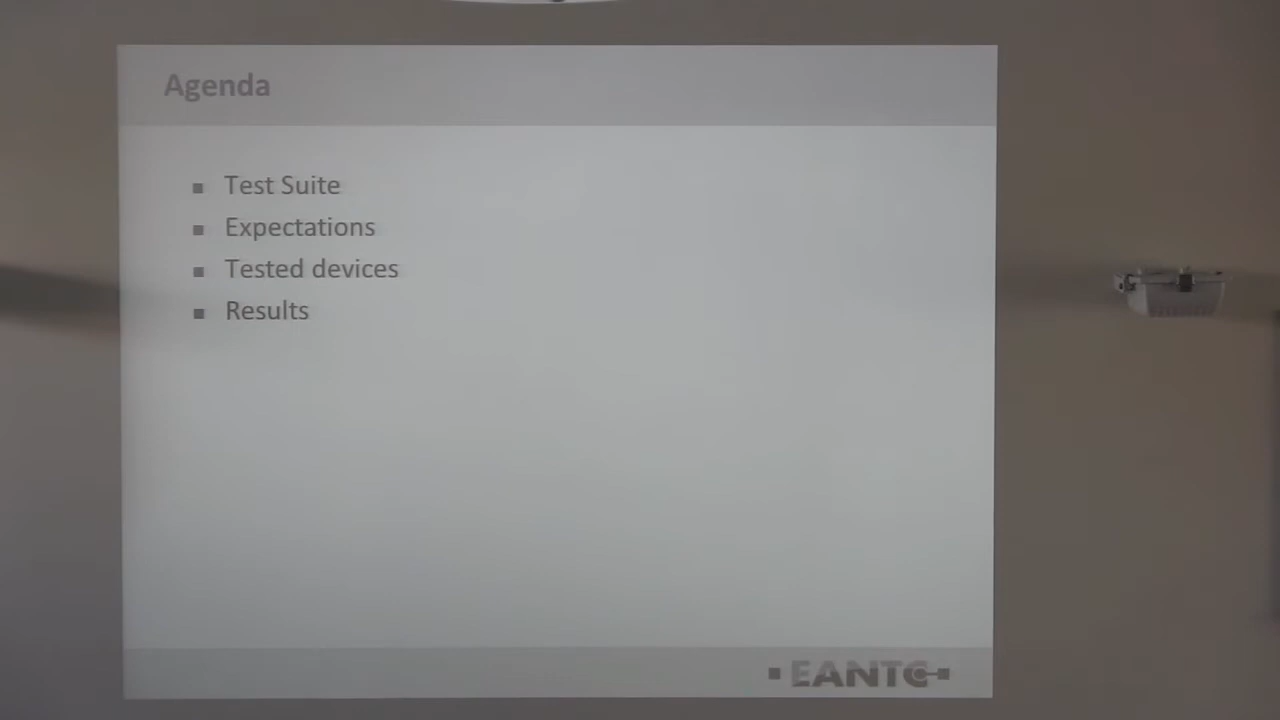 Agenda
Test Suite
Expectations
Tested devices
Results
EANTC